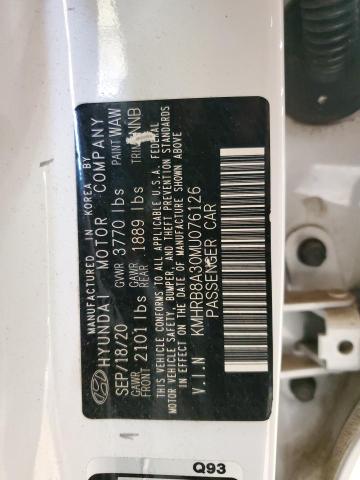 MANUFACTURED IN KOREA BY
HYUNDAI MOTOR COMPANY
SEP/18/20 GVWR 3770 lbs PAINT WAW
GAWR FRONT 2101 lbs GAWR REAR 1889 lbs TRIM NNB
THIS VEHICLE CONFORMS TO ALL APPLICABLE U.S.A. FEDERAL
MOTOR VEHICLE SAFETY, BUMPER, AND THEFT PREVENTION STANDARDS
IN EFFECT ON THE DATE OF MANUFACTURE SHOWN ABOVE
V.I.N KMHRB8A30MU076126
PASSENGER CAR
Q93